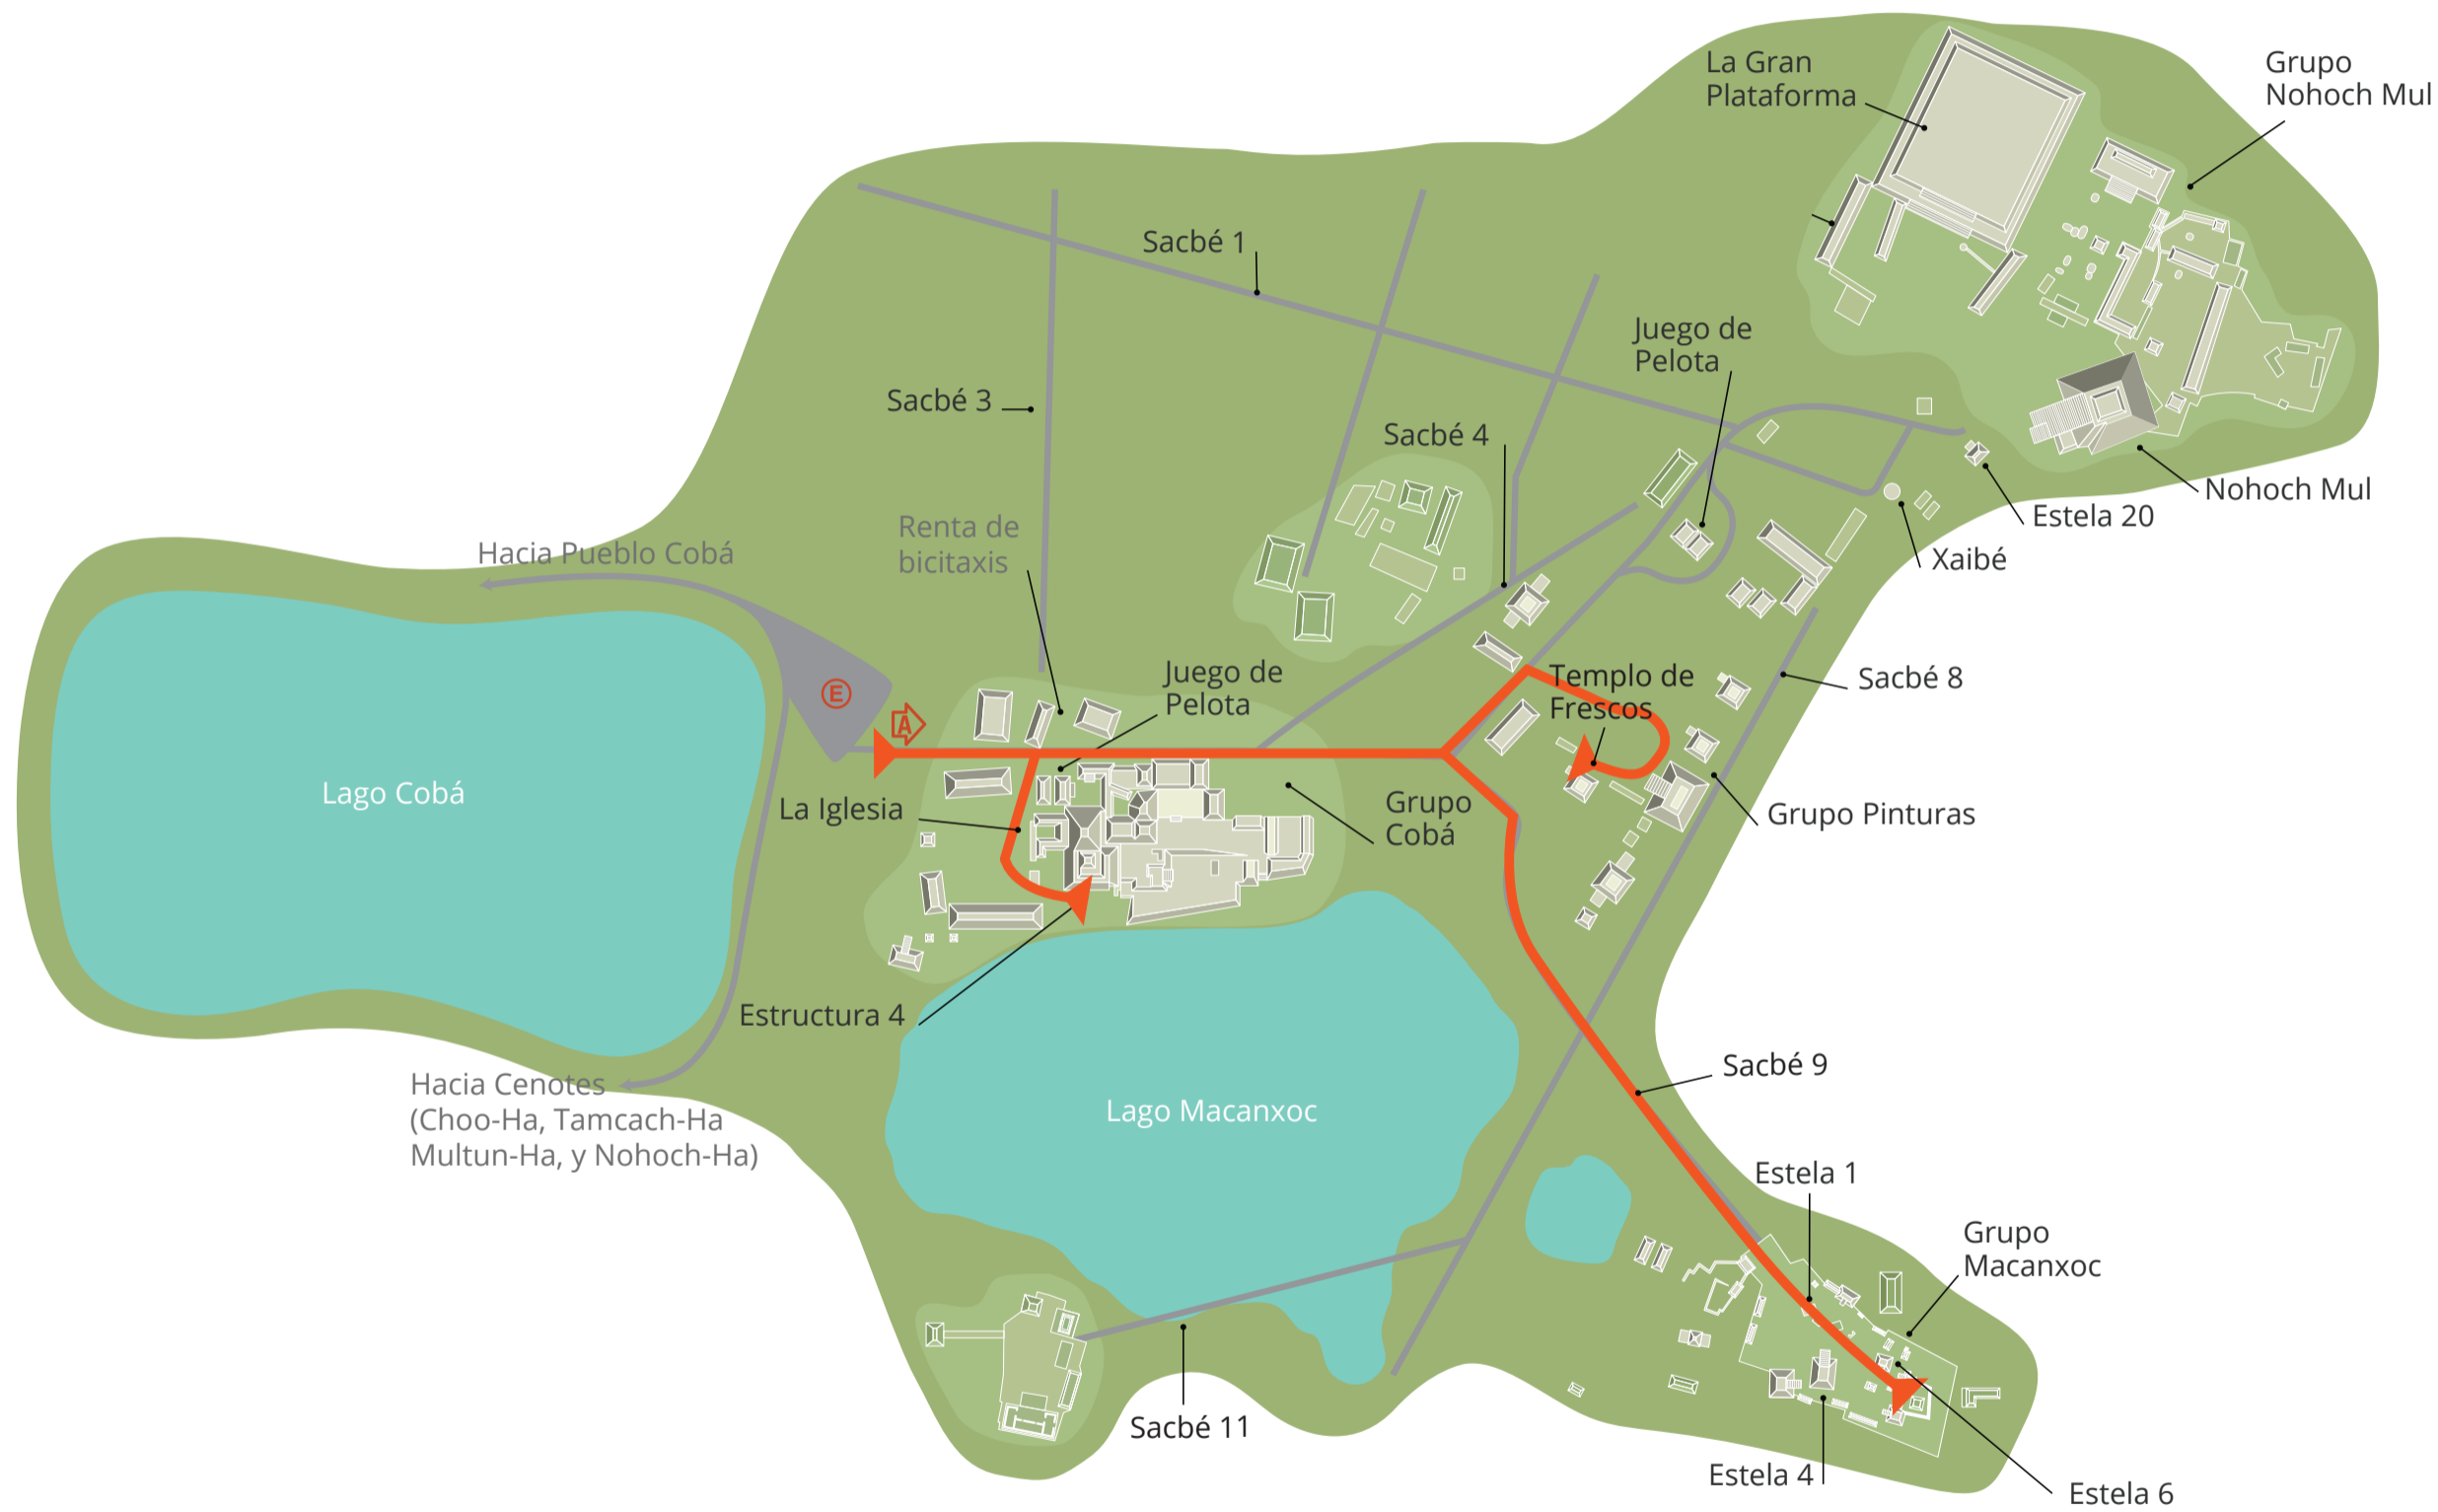 La Gran
Plataforma
Grupo
Nohoch Mul
Sacbé 1
Juego de
Pelota
Sacbé 3
Sacbé 4
Nohoch Mul
Estela 20
Xaibé
Renta de
bicitaxis
Hacia Pueblo Cobá
Juego de
Pelota
Templo de
Frescos
Sacbé 8
E
A
Lago Cobá
La Iglesia
Grupo
Cobá
Grupo Pinturas
Estructura 4
Sacbé 9
Hacia Cenotes
(Choo-Ha, Tamcach-Ha
Multun-Ha, y Nohoch-Ha)
Lago Macanxoc
Estela 1
Grupo
Macanxoc
Sacbé 11
Estela 4
Estela 6